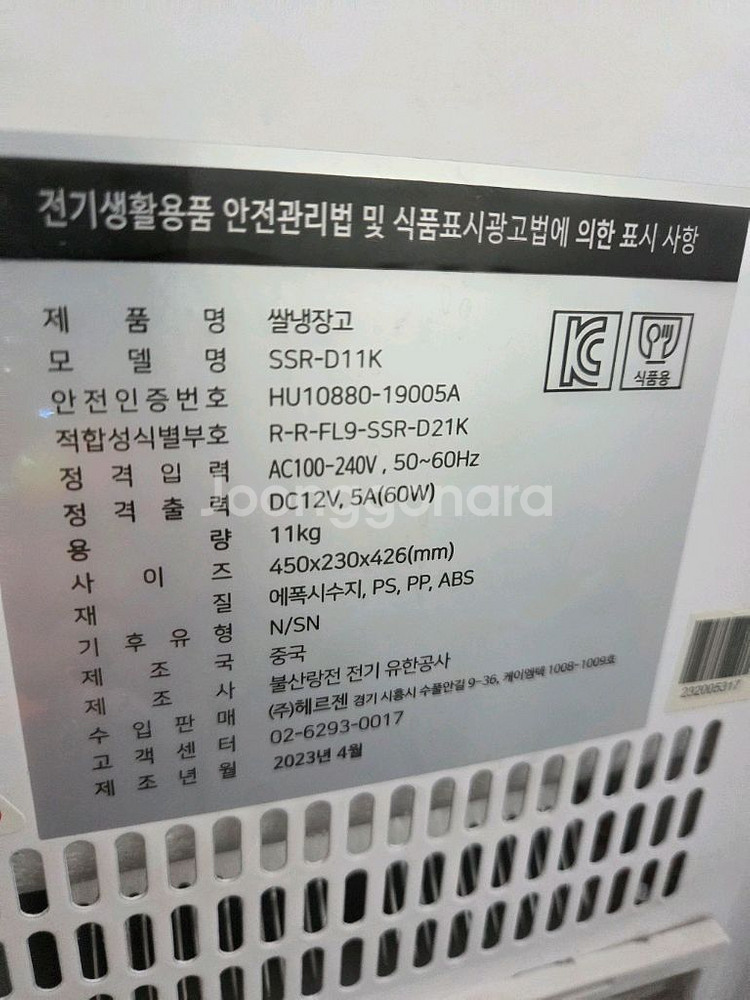 전기생활용품 안전관리법 및 식품표시광고법에 의한 표시 사항
제 품 명 쌀냉장고
모 델 명 SSR-D11K
안전인증번호 HU10880-19005A
적합성식별부호 R-R-FL9-SSR-D21K
정격입력 AC100-240V , 50~60Hz
정격출력 DC12V, 5A(60W)
용 량 11kg
사 이 즈 450x230x426(mm)
재 질 에폭시수지, PS, PP, ABS
기후유형 N/SN
제 조 국 중국
제 조 사 불산랑전 전기 유한공사
수입판매 (주)헤르젠 경기 시흥시 수풀안길 9-36, 케이엠텍 1008-1009호
고객센터 02-6293-0017
제조년월 2023년 4월
KC
식품용
Joonggonara
232005317